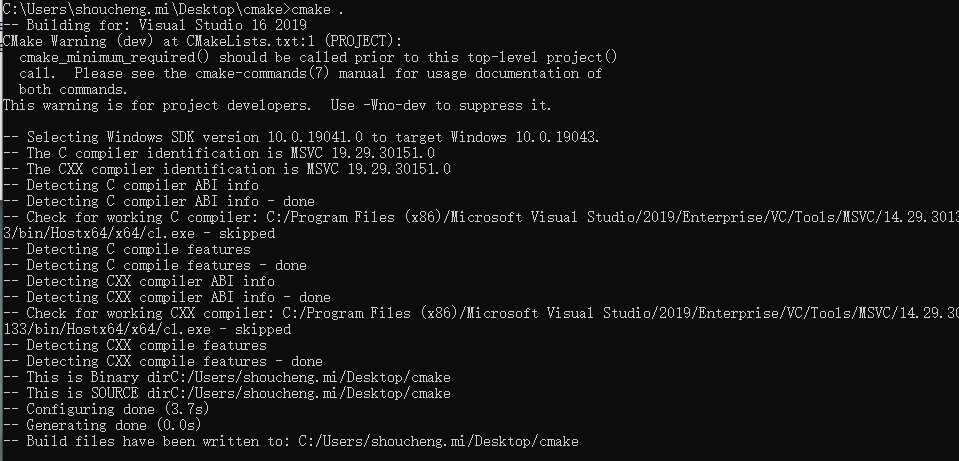 C:\Users\shoucheng.mi\Desktop\cmake>cmake .
-- Building for: Visual Studio 16 2019
CMake Warning (dev) at CMakeLists.txt:1 (PROJECT):
  cmake_minimum_required() should be called prior to this top-level project()
  call.  Please see the cmake-commands(7) manual for usage documentation of
  both commands.
This warning is for project developers.  Use -Wno-dev to suppress it.

-- Selecting Windows SDK version 10.0.19041.0 to target Windows 10.0.19043.
-- The C compiler identification is MSVC 19.29.30151.0
-- The CXX compiler identification is MSVC 19.29.30151.0
-- Detecting C compiler ABI info
-- Detecting C compiler ABI info - done
-- Check for working C compiler: C:/Program Files (x86)/Microsoft Visual Studio/2019/Enterprise/VC/Tools/MSVC/14.29.3013
3/bin/Hostx64/x64/cl.exe - skipped
-- Detecting C compile features
-- Detecting C compile features - done
-- Detecting CXX compiler ABI info
-- Detecting CXX compiler ABI info - done
-- Check for working CXX compiler: C:/Program Files (x86)/Microsoft Visual Studio/2019/Enterprise/VC/Tools/MSVC/14.29.30
133/bin/Hostx64/x64/cl.exe - skipped
-- Detecting CXX compile features
-- Detecting CXX compile features - done
-- This is Binary dirC:/Users/shoucheng.mi/Desktop/cmake
-- This is SOURCE dirC:/Users/shoucheng.mi/Desktop/cmake
-- Configuring done (3.7s)
-- Generating done (0.0s)
-- Build files have been written to: C:/Users/shoucheng.mi/Desktop/cmake